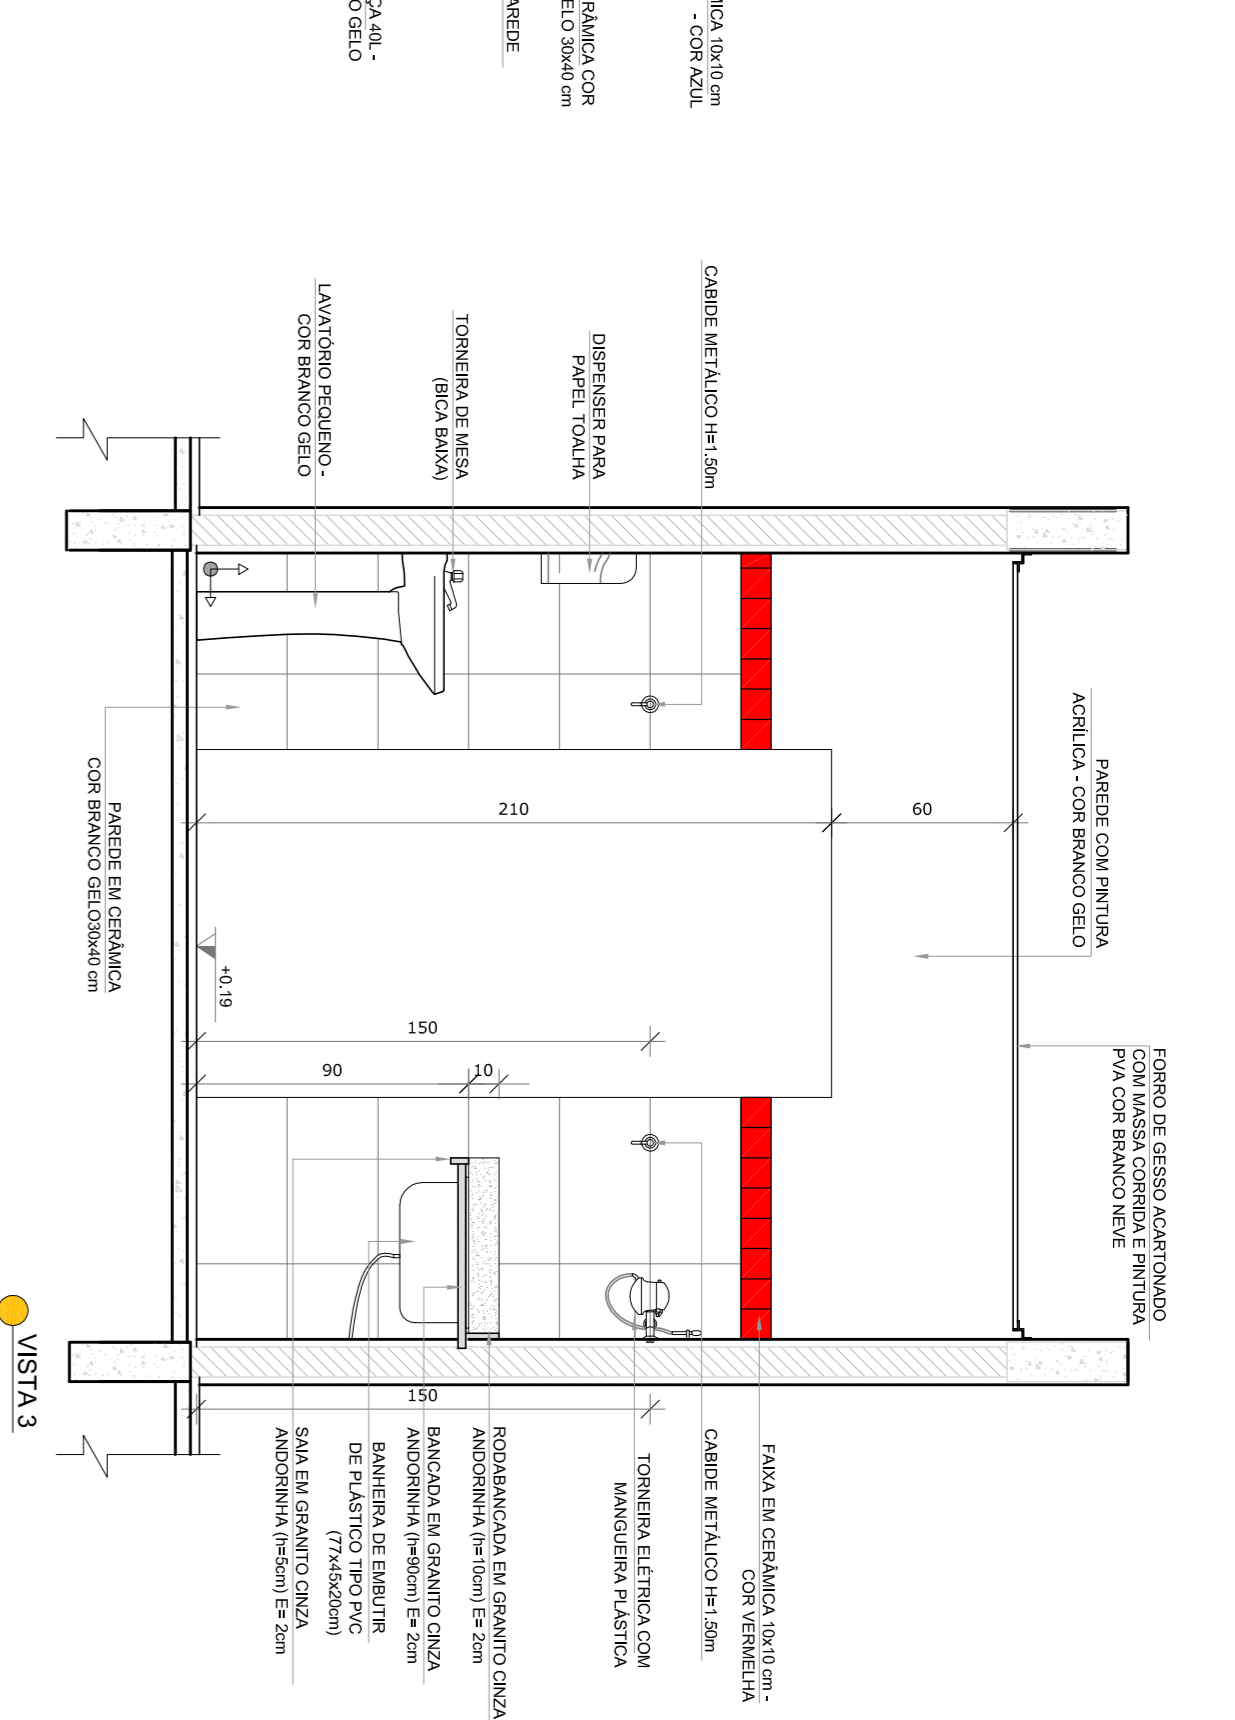 ÇA 40L -
O GELO
AREDE
RÂMICA COR
ELO 30x40 cm
MICA 10x10 cm
- COR AZUL
CABIDE METÁLICO H=1.50m
DISPENSER PARA
PAPEL TOALHA
TORNEIRA DE MESA
(BICA BAIXA)
LAVATÓRIO PEQUENO -
COR BRANCO GELO
PAREDE COM PINTURA
ACRÍLICA - COR BRANCO GELO
FORRO DE GESSO ACARTONADO
COM MASSA CORRIDA E PINTURA
PVA COR BRANCO NEVE
210
60
PAREDE EM CERÂMICA
COR BRANCO GELO30x40 cm
+0.19
150
90
10
150
FAIXA EM CERÂMICA 10x10 cm -
COR VERMELHA
CABIDE METÁLICO H=1.50m
TORNEIRA ELÉTRICA COM
MANGUEIRA PLÁSTICA
RODABANCADA EM GRANITO CINZA
ANDORINHA (h=10cm) E= 2cm
BANCADA EM GRANITO CINZA
ANDORINHA (h=90cm) E= 2cm
BANHEIRA DE EMBUTIR
DE PLÁSTICO TIPO PVC
(77x45x20cm)
SAIA EM GRANITO CINZA
ANDORINHA (h=5cm) E= 2cm
VISTA 3